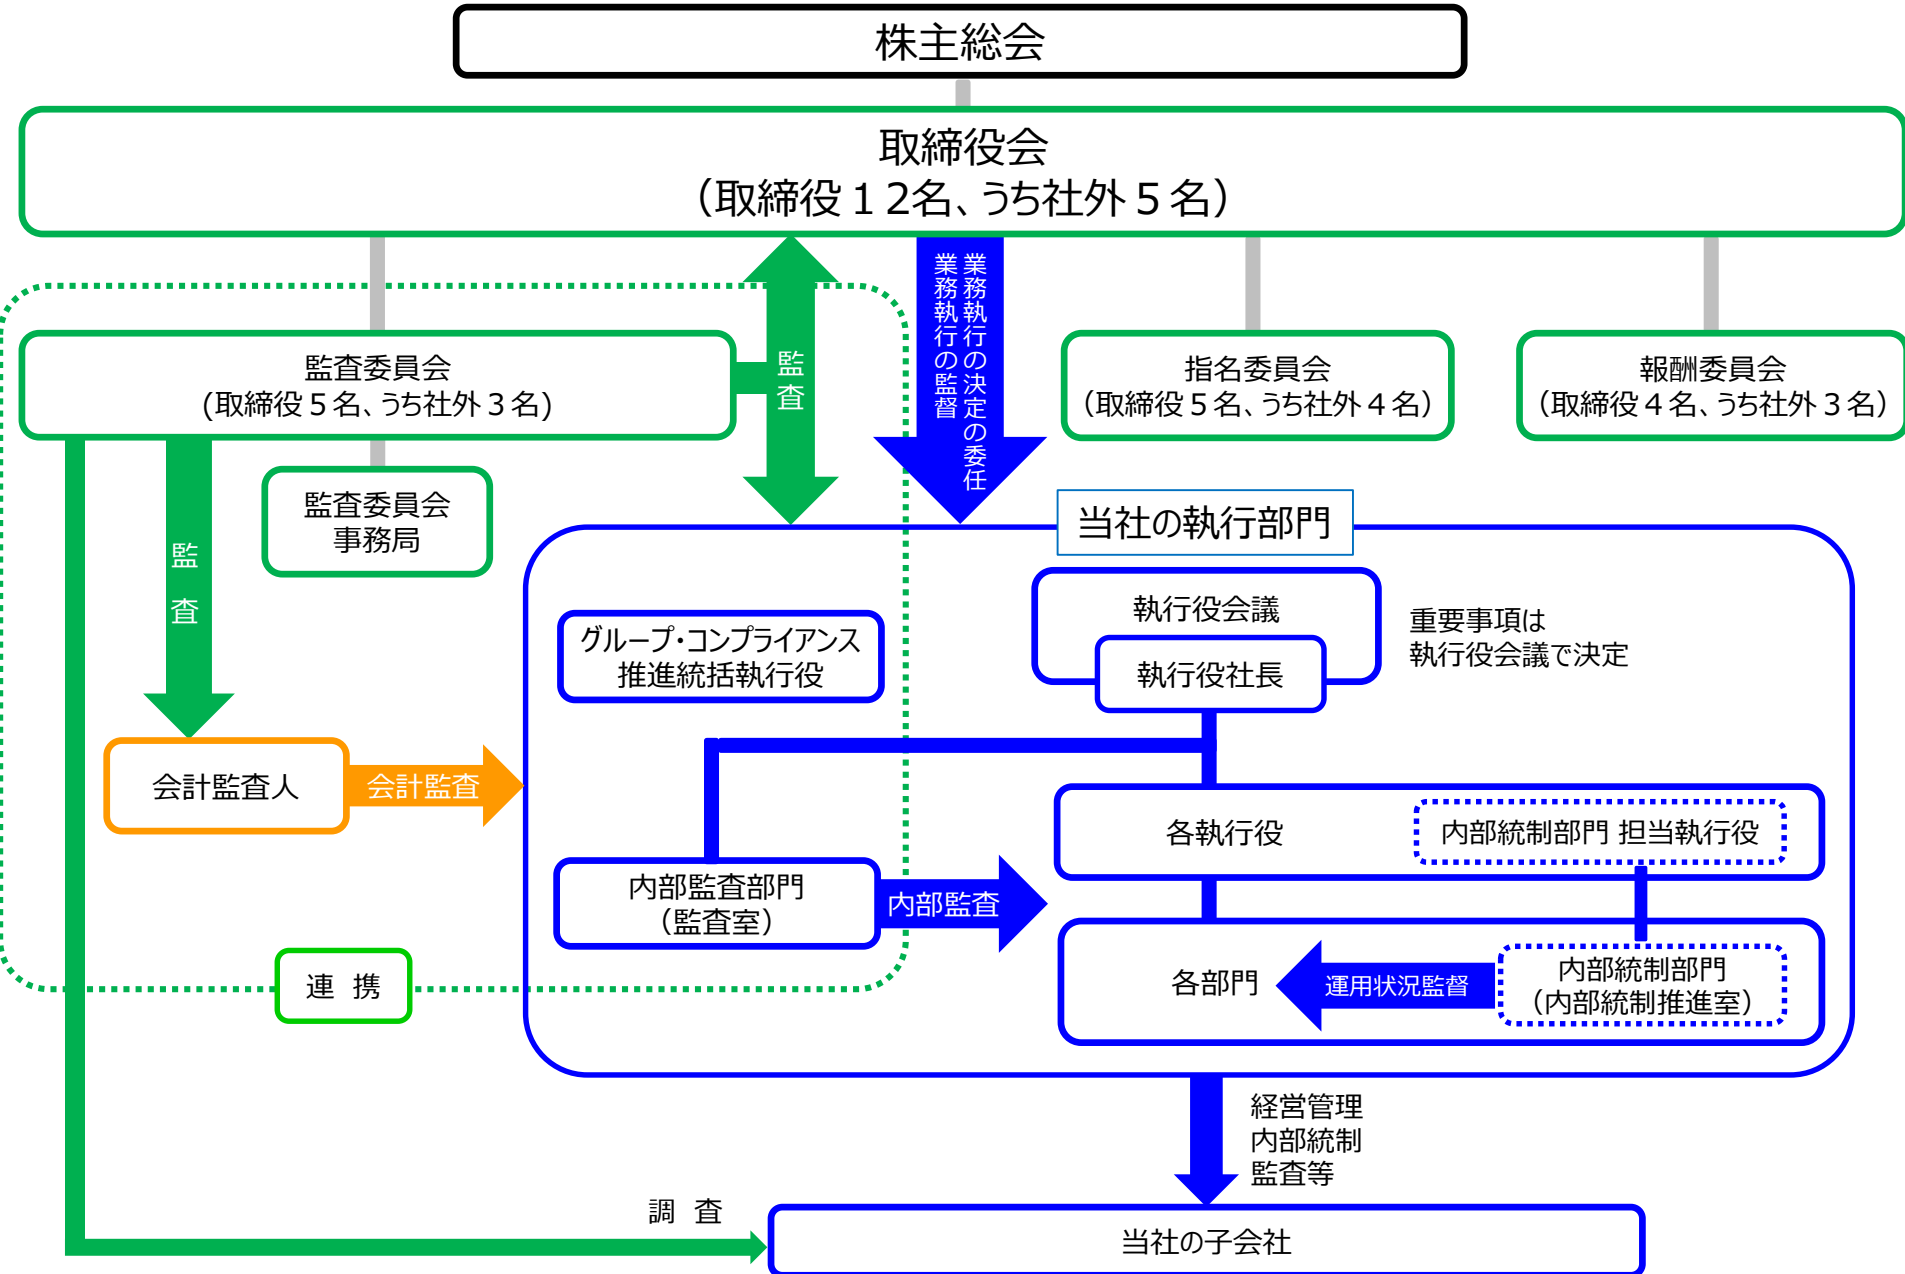 株主総会
取締役会
（取締役１２名、うち社外５名）
業務執行の決定の委任
業務執行の監督
監査
監査委員会
(取締役５名、うち社外３名)
指名委員会
（取締役５名、うち社外４名）
報酬委員会
（取締役４名、うち社外３名）
監査委員会
事務局
監　査
当社の執行部門
執行役会議
執行役社長
重要事項は
執行役会議で決定
グループ・コンプライアンス
推進統括執行役
会計監査人
会計監査
各執行役
内部統制部門 担当執行役
内部監査部門
（監査室）
内部監査
各部門
運用状況監督
内部統制部門
（内部統制推進室）
連　携
経営管理
内部統制
監査等
調　査
当社の子会社